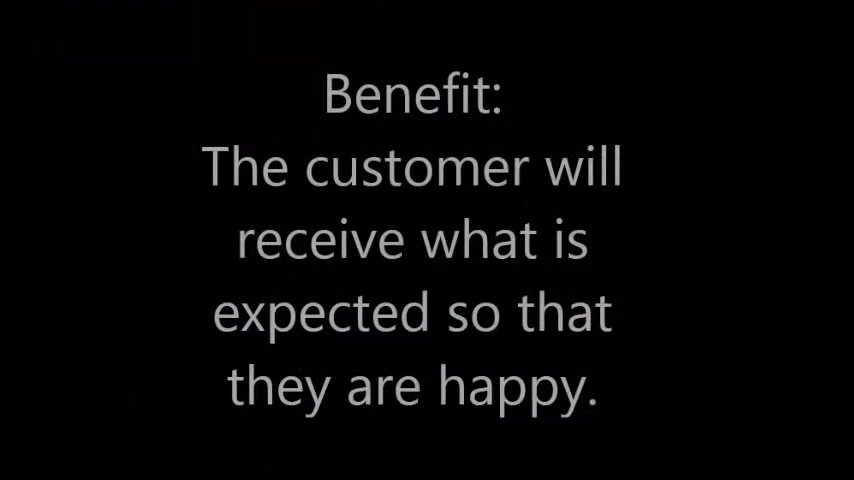 Benefit:
The customer will
receive what is
expected so that
they are happy.